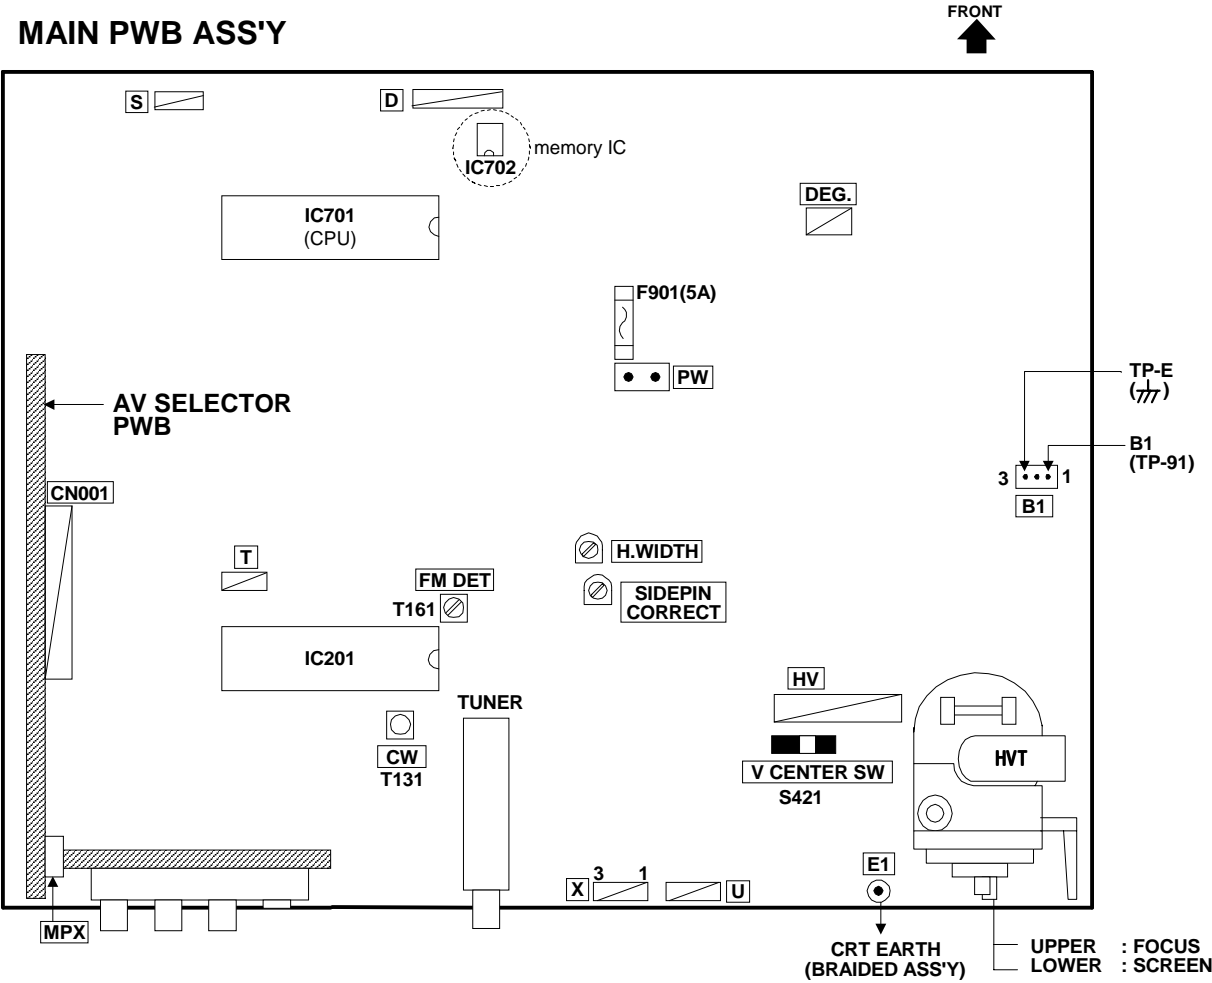 FRONT
MAIN PWB ASS'Y
S
D
memory IC
IC702
DEG.
IC701
(CPU)
F901(5A)
PW
TP-E
( )
AV SELECTOR
PWB
B1
(TP-91)
3
1
B1
CN001
H.WIDTH
T
FM DET
T161
SIDEPIN
CORRECT
IC201
HV
TUNER
CW
T131
V CENTER SW
S421
HVT
E1
3
1
X
U
MPX
CRT EARTH
(BRAIDED ASS'Y)
UPPER : FOCUS
LOWER : SCREEN